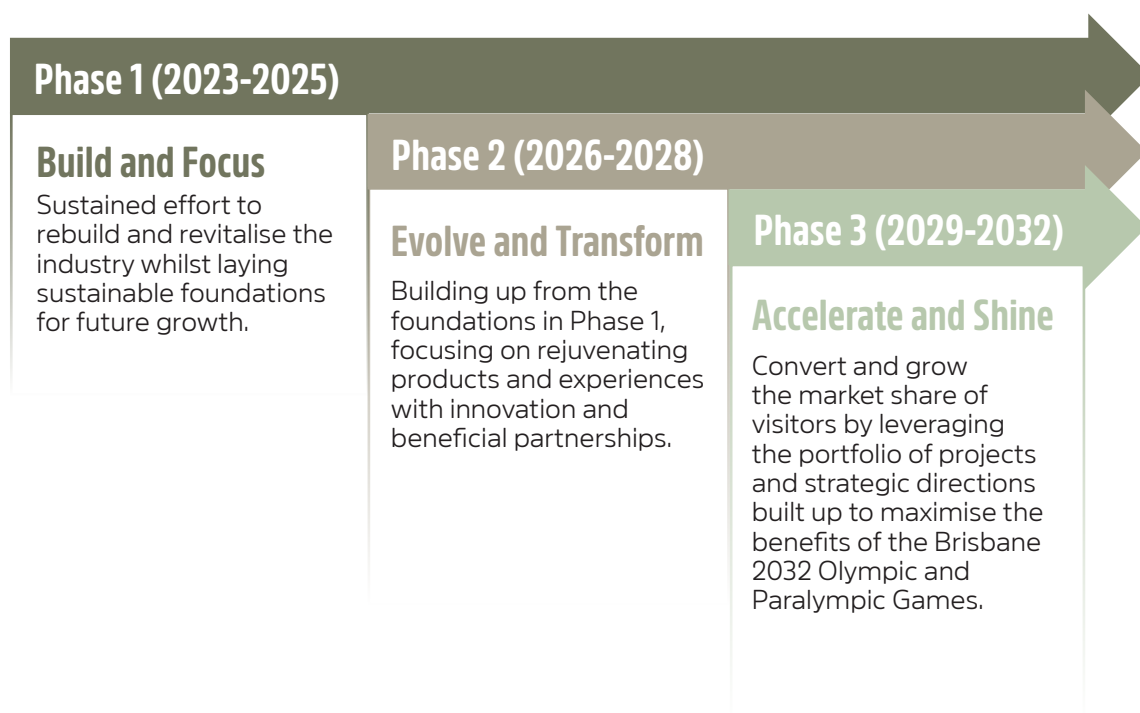 Phase 1 (2023-2025)
Build and Focus
Sustained effort to
rebuild and revitalise the
industry whilst laying
sustainable foundations
for future growth.
Phase 2 (2026-2028)
Evolve and Transform
Building up from the
foundations in Phase 1,
focusing on rejuvenating
products and experiences
with innovation and
beneficial partnerships.
Phase 3 (2029-2032)
Accelerate and Shine
Convert and grow
the market share of
visitors by leveraging
the portfolio of projects
and strategic directions
built up to maximise the
benefits of the Brisbane
2032 Olympic and
Paralympic Games.